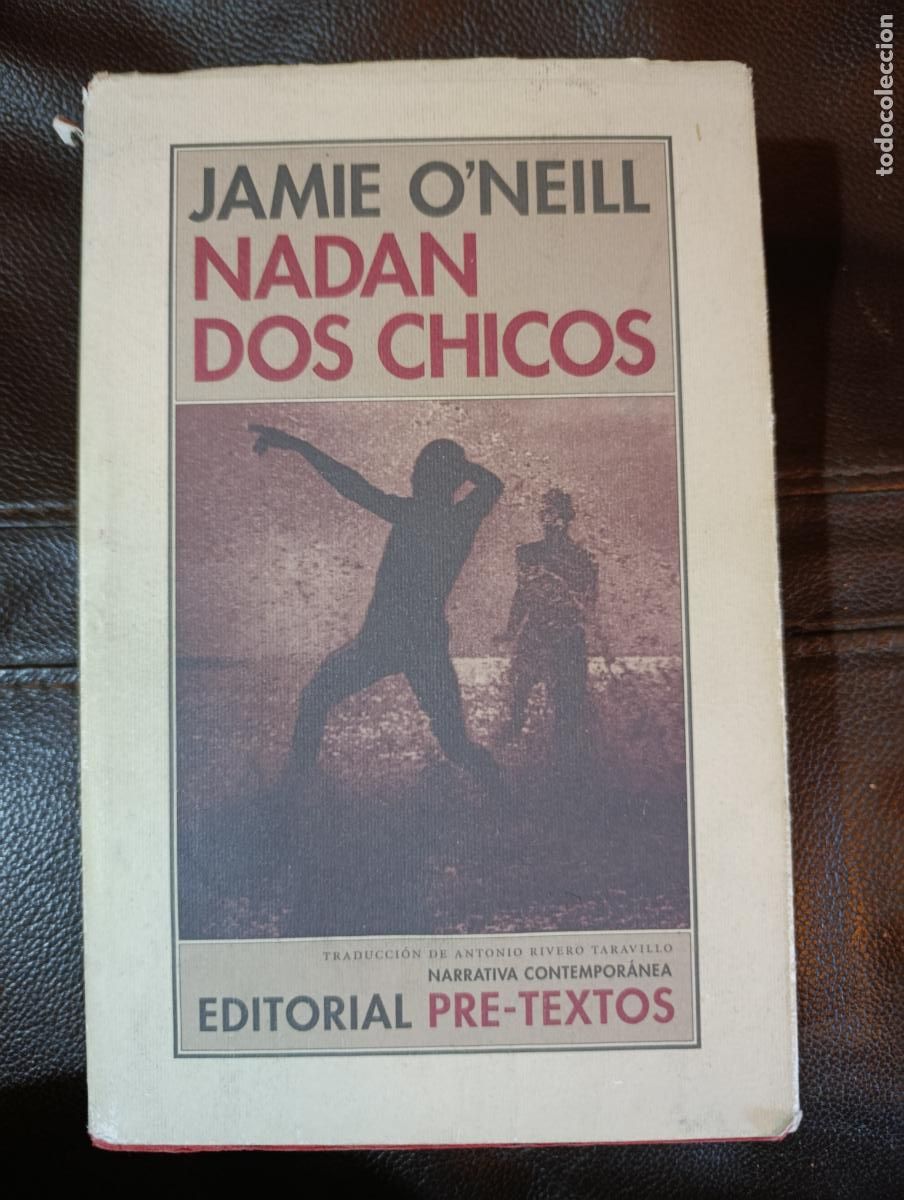 JAMIE O'NEILL
NADAN
DOS CHICOS
TRADUCCIÓN DE ANTONIO RIVERO TARAVILLO
NARRATIVA CONTEMPORÁNEA
EDITORIAL PRE-TEXTOS
todocoleccion